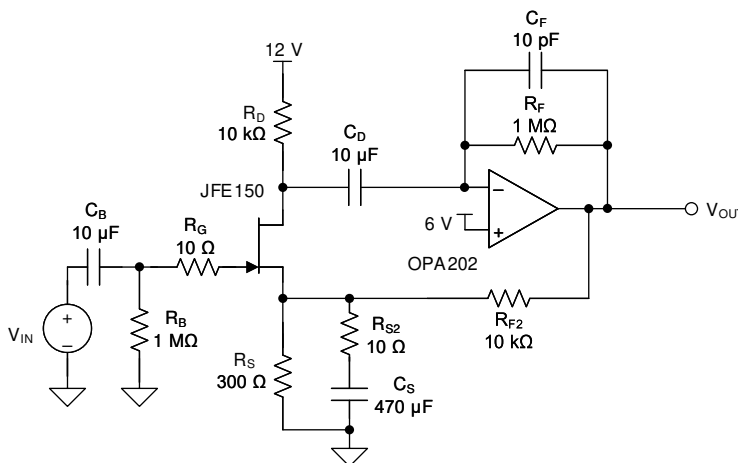 C_F
10 pF
12 V
R_F
1 MΩ
R_D
10 kΩ
C_D
10 µF
JFE150
C_B
10 µF
R_G
10 Ω
6 V
V_OUT
OPA202
V_IN
R_B
1 MΩ
R_S
300 Ω
R_S2
10 Ω
R_F2
10 kΩ
C_S
470 µF